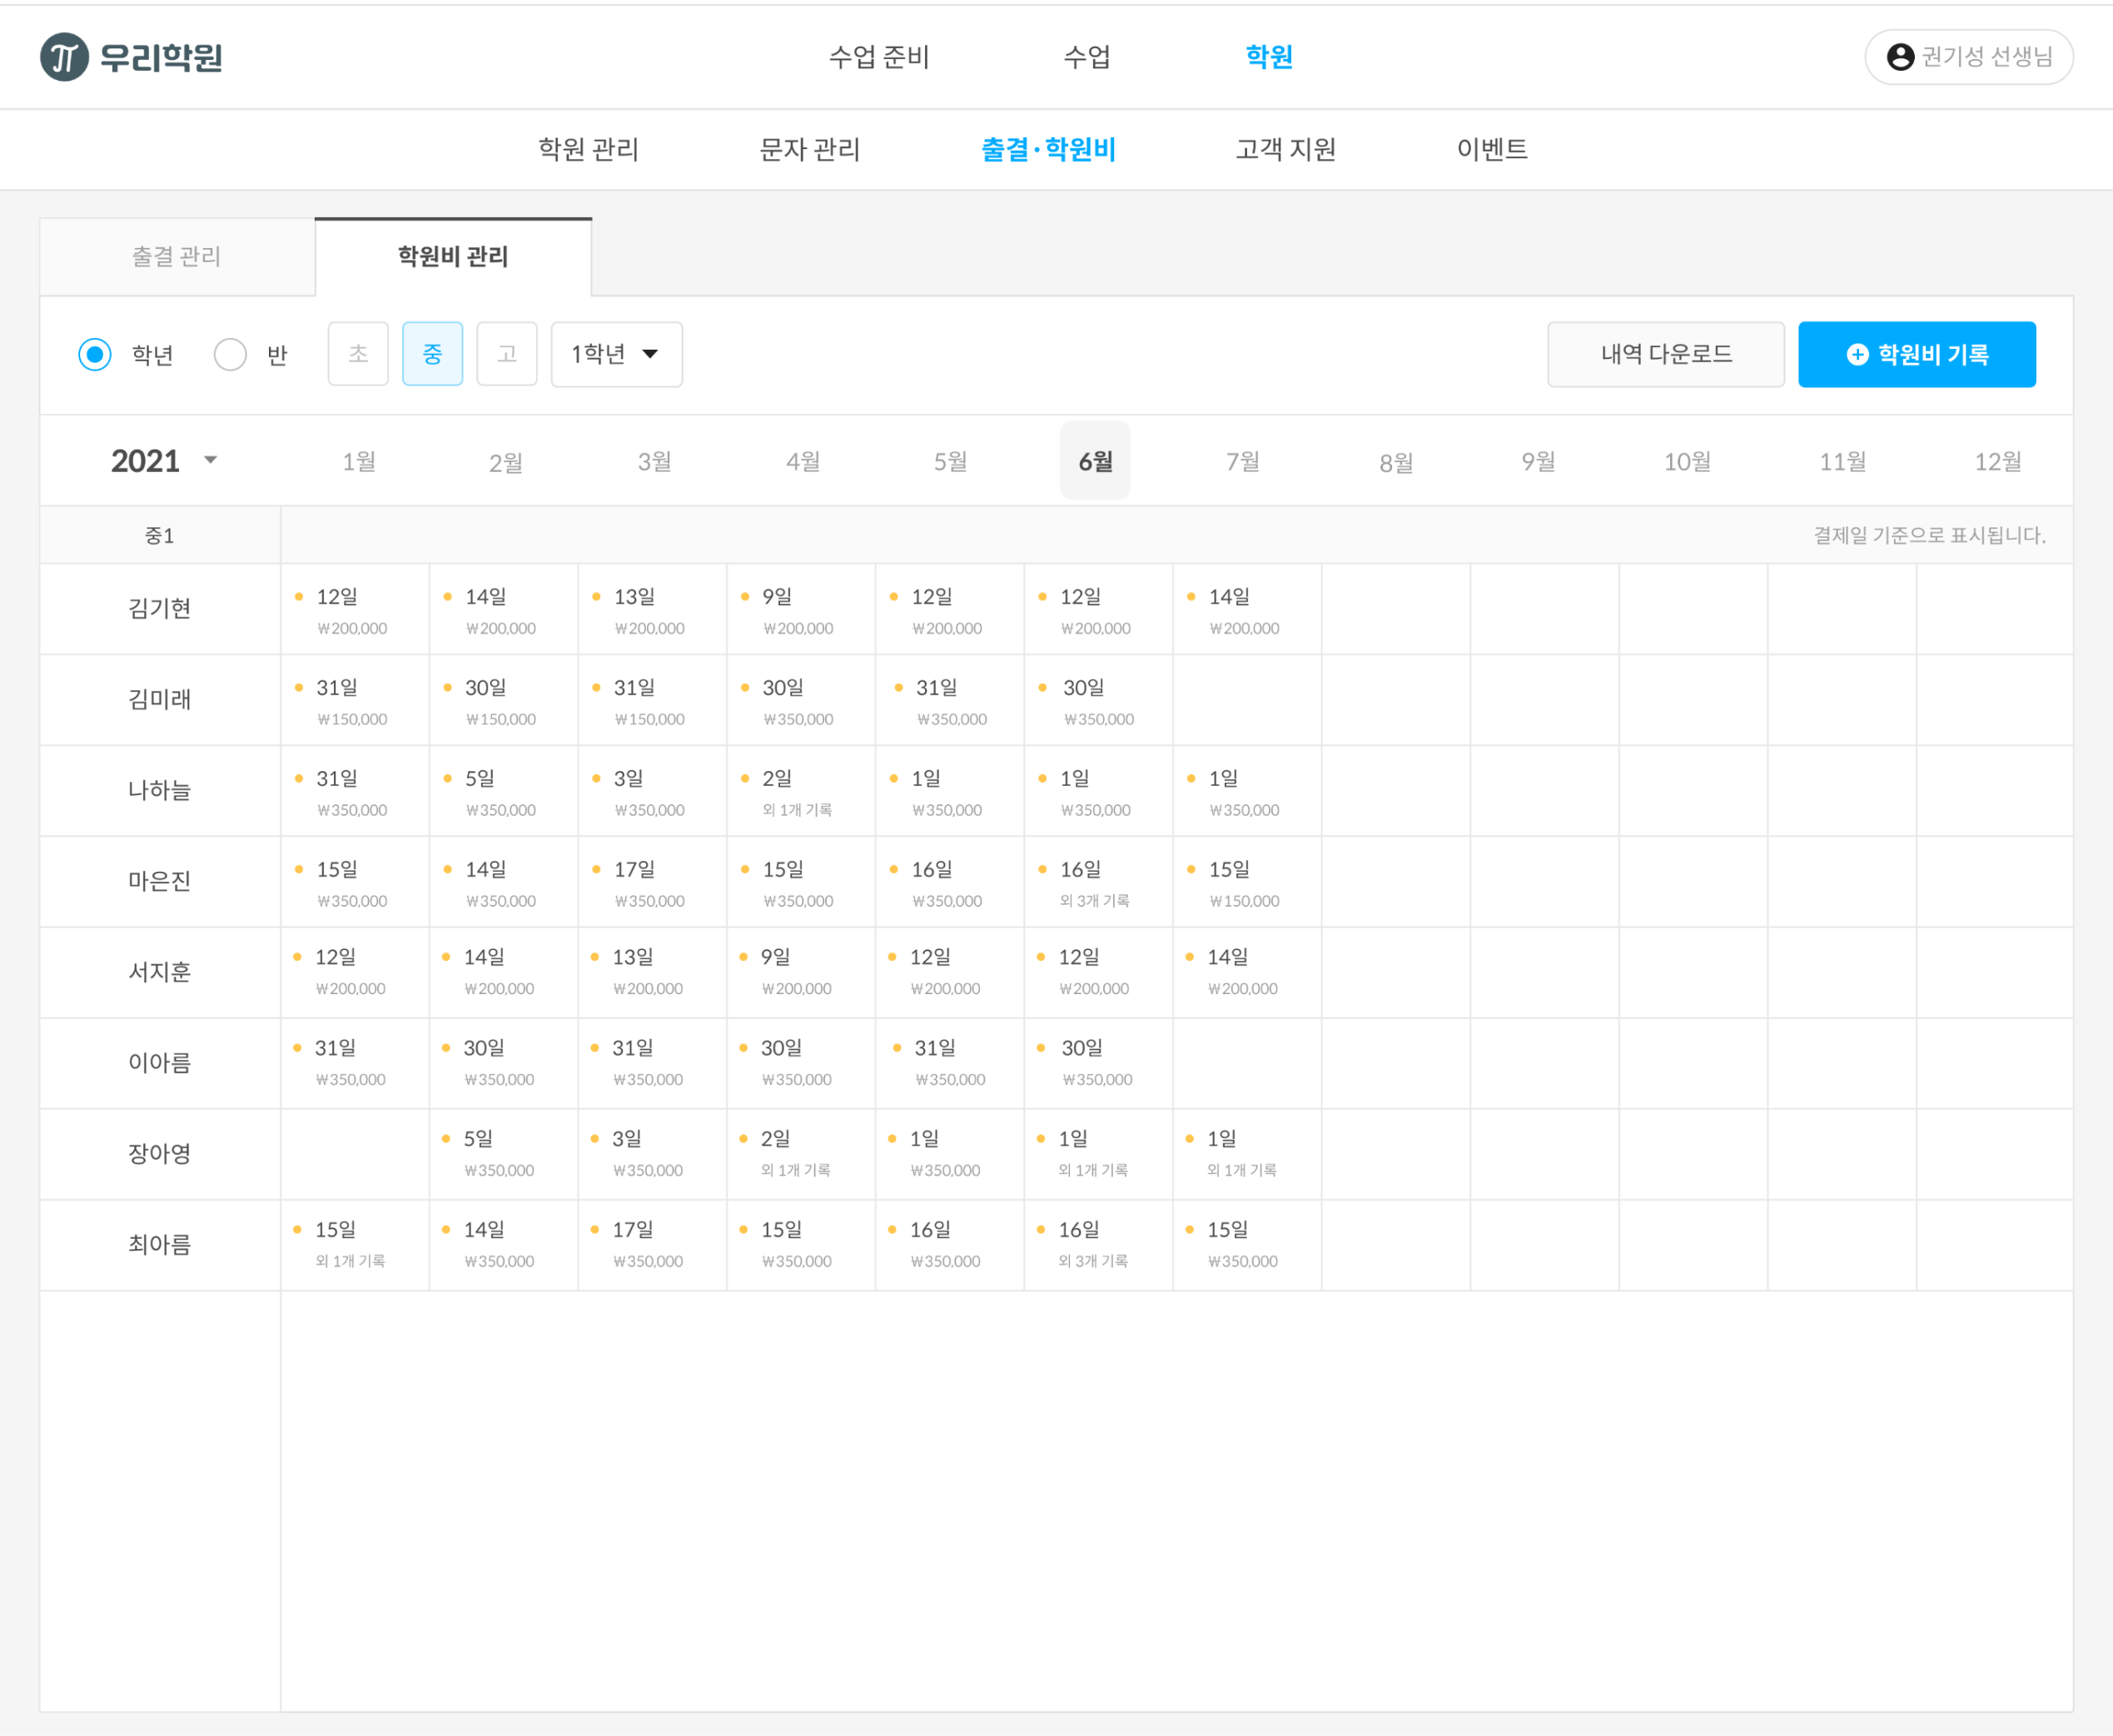 우리학원
수업 준비 수업 학원
권기성 선생님
학원 관리 문자 관리 출결·학원비 고객 지원 이벤트
출결 관리 학원비 관리
학년 반 초 중 고 1학년 내역 다운로드 학원비 기록
2021 1월 2월 3월 4월 5월 6월 7월 8월 9월 10월 11월 12월
중1 결제일 기준으로 표시됩니다.
김기현 12일 14일 13일 9일 12일 12일 14일
₩200,000 ₩200,000 ₩200,000 ₩200,000 ₩200,000 ₩200,000 ₩200,000
김미래 31일 30일 31일 30일 31일 30일
₩150,000 ₩150,000 ₩150,000 ₩350,000 ₩350,000 ₩350,000
나하늘 31일 5일 3일 2일 1일 1일 1일
₩350,000 ₩350,000 ₩350,000 외 1개 기록 ₩350,000 ₩350,000 ₩350,000
마은진 15일 14일 17일 15일 16일 16일 15일
₩350,000 ₩350,000 ₩350,000 ₩350,000 ₩350,000 외 3개 기록 ₩150,000
서지훈 12일 14일 13일 9일 12일 12일 14일
₩200,000 ₩200,000 ₩200,000 ₩200,000 ₩200,000 ₩200,000 ₩200,000
이아름 31일 30일 31일 30일 31일 30일
₩350,000 ₩350,000 ₩350,000 ₩350,000 ₩350,000 ₩350,000
장아영 5일 3일 2일 1일 1일 1일
₩350,000 ₩350,000 외 1개 기록 ₩350,000 외 1개 기록 외 1개 기록
최아름 15일 14일 17일 15일 16일 16일 15일
외 1개 기록 ₩350,000 ₩350,000 ₩350,000 ₩350,000 외 3개 기록 ₩350,000